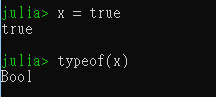 julia> x = true
true
julia> typeof(x)
Bool